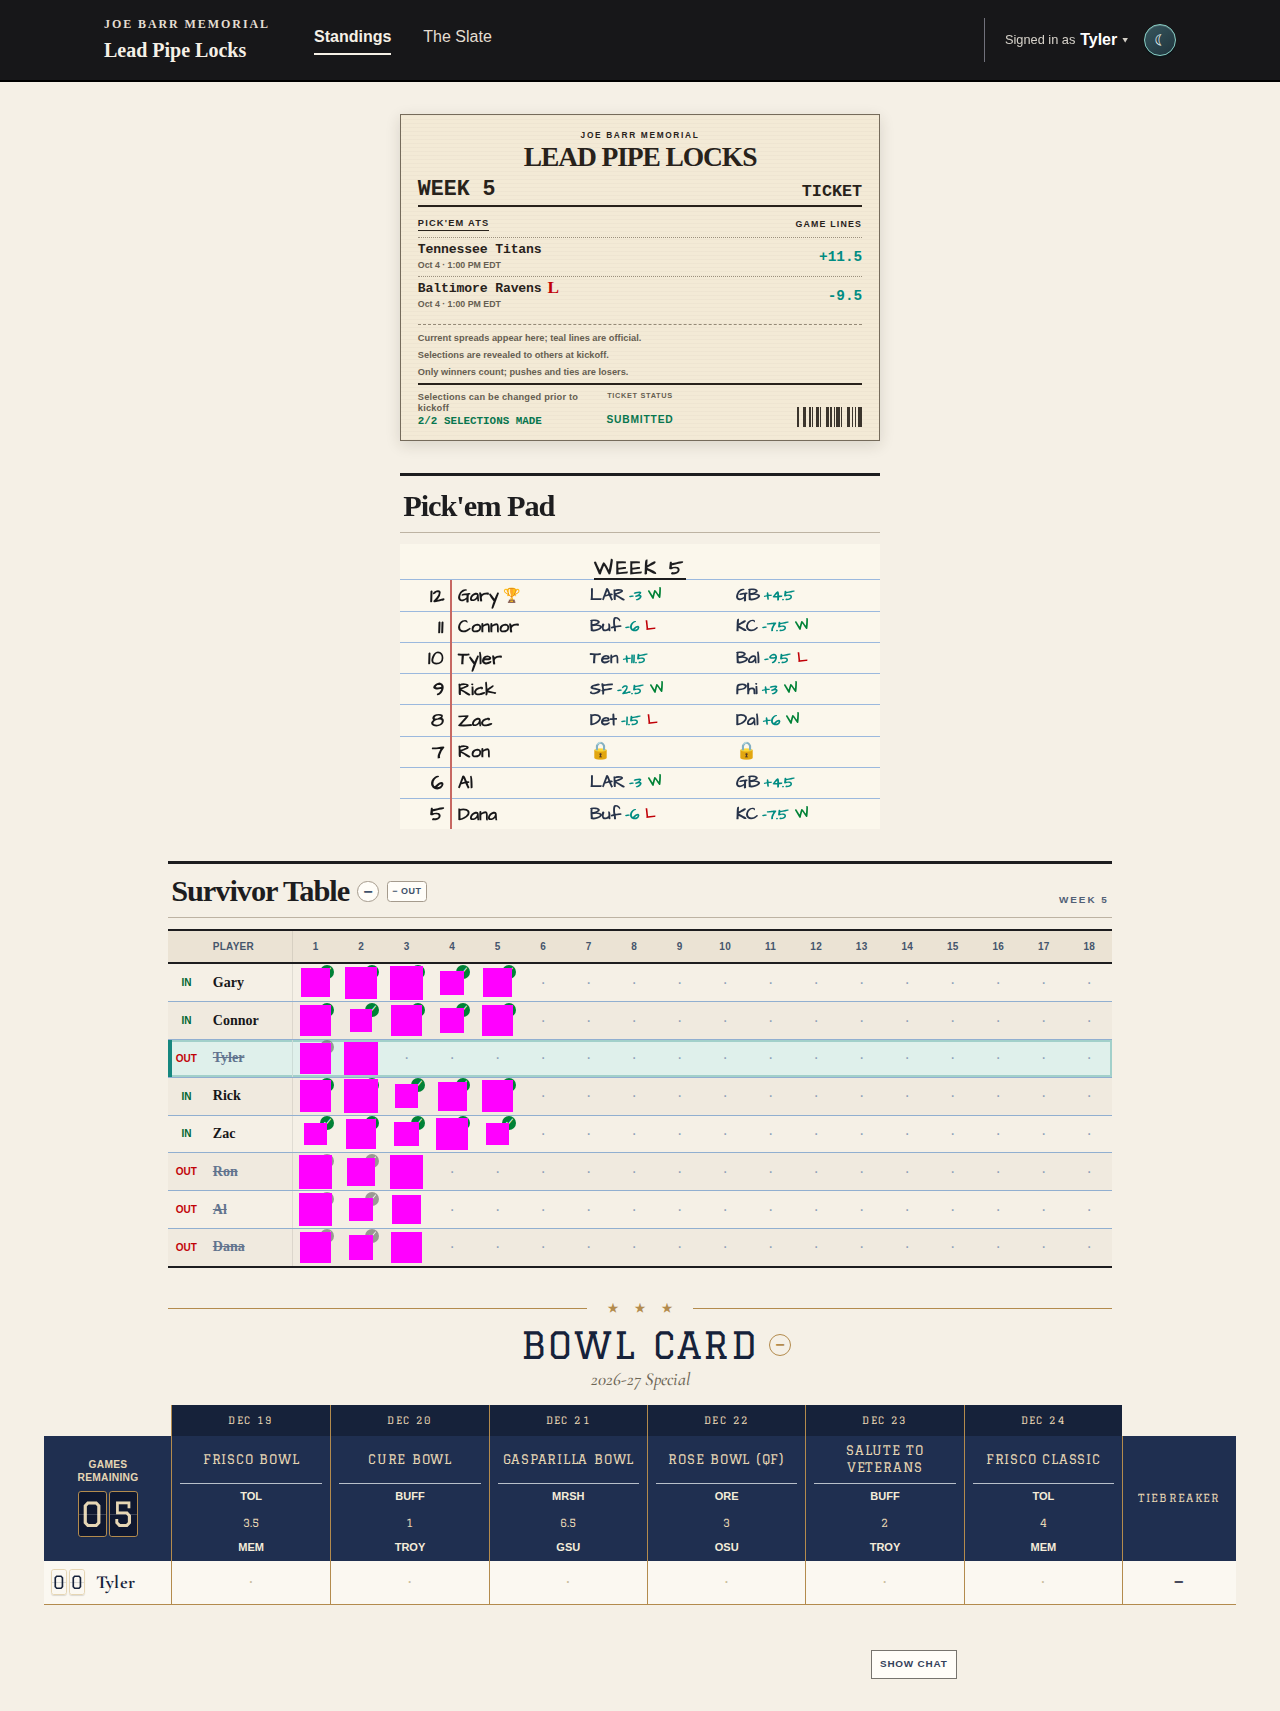 JOE BARR MEMORIAL
Lead Pipe Locks
Standings
The Slate
Signed in as Tyler ▾
JOE BARR MEMORIAL
LEAD PIPE LOCKS
WEEK 5 TICKET
PICK'EM ATS GAME LINES
Tennessee Titans +11.5
Oct 4 · 1:00 PM EDT
Baltimore Ravens L -9.5
Oct 4 · 1:00 PM EDT
Current spreads appear here; teal lines are official.
Selections are revealed to others at kickoff.
Only winners count; pushes and ties are losers.
Selections can be changed prior to kickoff
2/2 SELECTIONS MADE
TICKET STATUS
SUBMITTED
Pick'em Pad
WEEK 5
12 Gary 🏆 LAR -3 W GB +4.5
11 Connor Buf -6 L KC -7.5 W
10 Tyler Ten +11.5 Bal -9.5 L
9 Rick SF -2.5 W Phi +3 W
8 Zac Det -1.5 L Dal +6 W
7 Ron 🔒 🔒
6 Al LAR -3 W GB +4.5
5 Dana Buf -6 L KC -7.5 W
Survivor Table − − OUT WEEK 5
PLAYER 1 2 3 4 5 6 7 8 9 10 11 12 13 14 15 16 17 18
IN Gary · · · · · · · · · · · · ·
IN Connor · · · · · · · · · · · · ·
OUT Tyler · · · · · · · · · · · · · · · ·
IN Rick · · · · · · · · · · · · ·
IN Zac · · · · · · · · · · · · ·
OUT Ron · · · · · · · · · · · · · · ·
OUT Al · · · · · · · · · · · · · · ·
OUT Dana · · · · · · · · · · · · · · ·
★ ★ ★
BOWL CARD −
2026-27 Special
DEC 19 DEC 20 DEC 21 DEC 22 DEC 23 DEC 24
GAMES REMAINING
05
FRISCO BOWL CURE BOWL GASPARILLA BOWL ROSE BOWL (QF) SALUTE TO VETERANS FRISCO CLASSIC TIEBREAKER
TOL BUFF MRSH ORE BUFF TOL
3.5 1 6.5 3 2 4
MEM TROY GSU OSU TROY MEM
00 Tyler · · · · · · –
SHOW CHAT